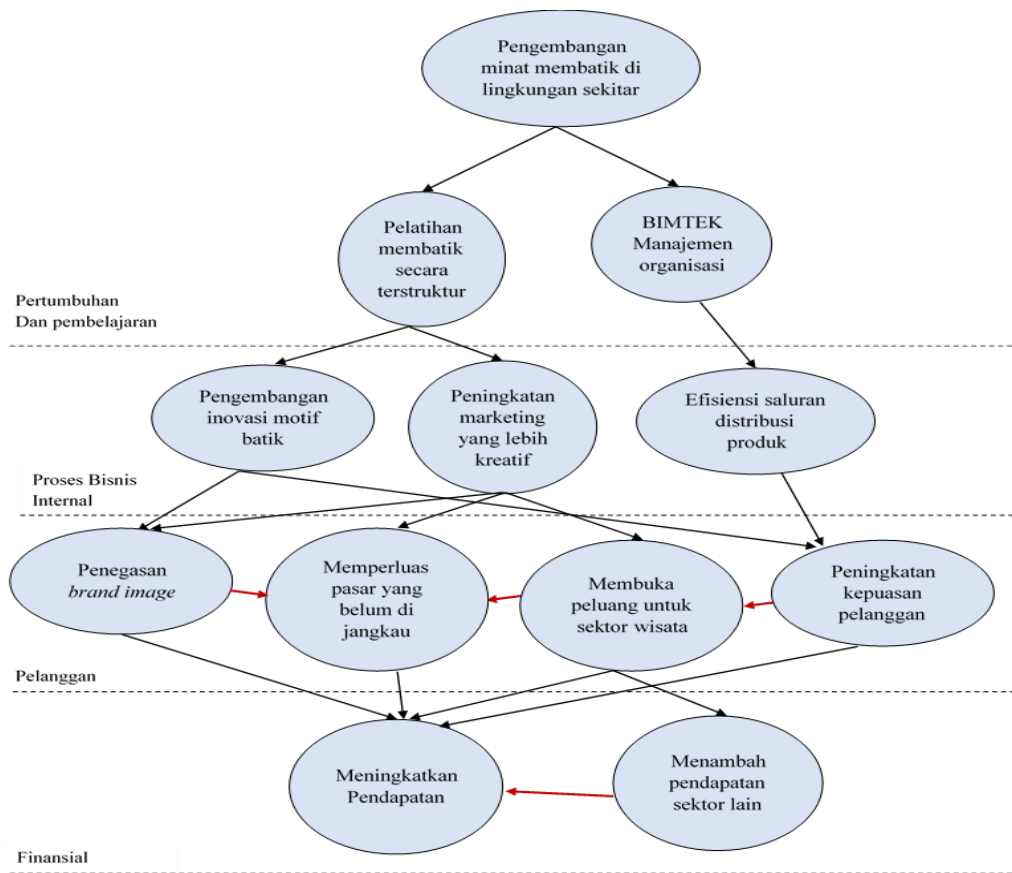 Pengembangan
minat membatik di
lingkungan sekitar
Pelatihan
membatik
secara
terstruktur
BIMTEK
Manajemen
organisasi
Pertumbuhan
Dan pembelajaran
Pengembangan
inovasi motif
batik
Peningkatan
marketing
yang lebih
kreatif
Efisiensi saluran
distribusi
produk
Proses Bisnis
Internal
Penegasan
brand image
Memperluas
pasar yang
belum di
jangkau
Membuka
peluang untuk
sektor wisata
Peningkatan
kepuasan
pelanggan
Pelanggan
Meningkatkan
Pendapatan
Menambah
pendapatan
sektor lain
Finansial